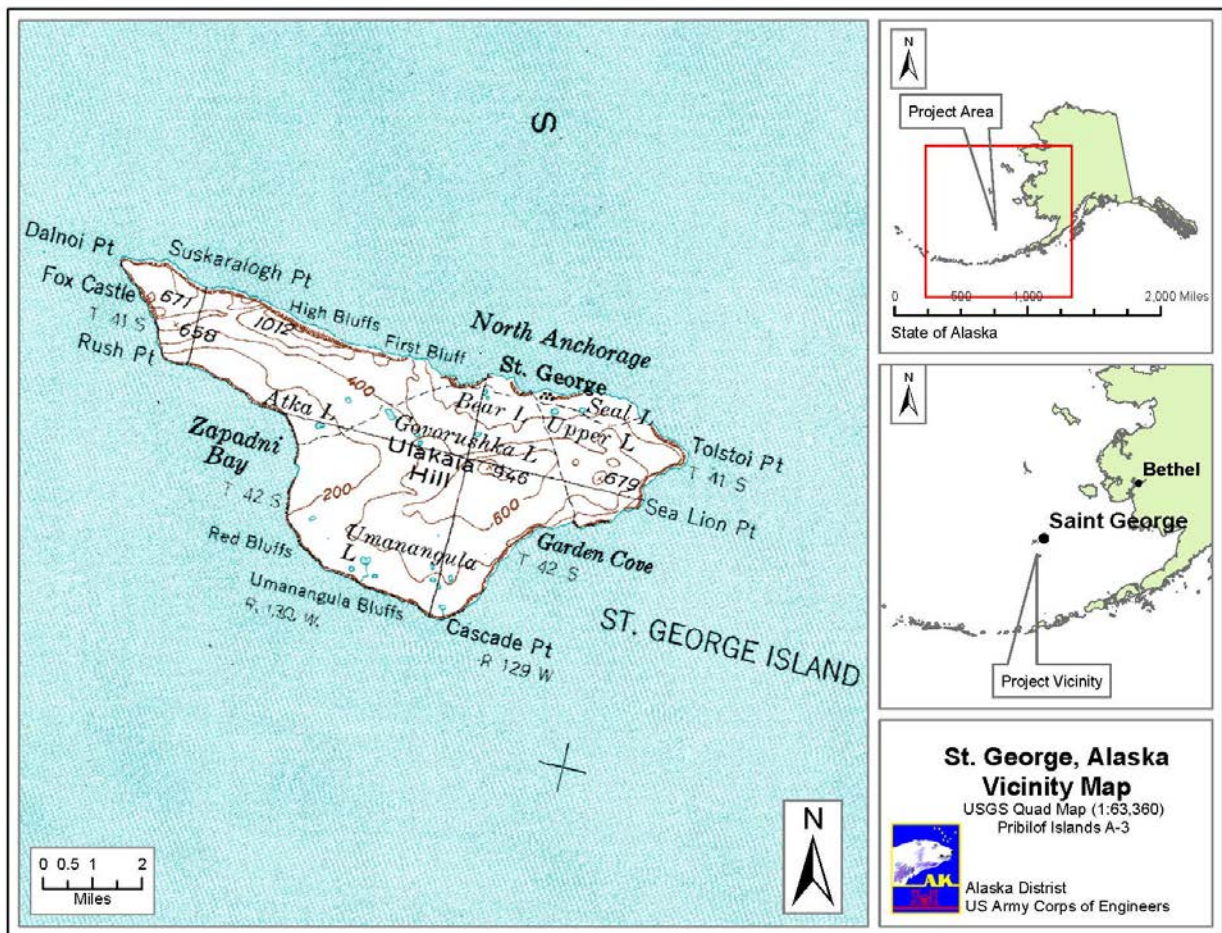 S
Dalnoi Pt
Suskaralogh Pt
Fox Castle
671
T 41 S
658
Rush Pt
1012
High Bluffs
First Bluff
North Anchorage
St. George
400
Atka L
Bear L
Seal L
Upper L
Govorushka L
Ulakaia
Hill
946
679
Tolstoi Pt
T 41 S
Sea Lion Pt
Zapadni
Bay
T 42 S
200
600
Umanangula
L
Garden Cove
T 42 S
Red Bluffs
Umanangula Bluffs
R 130 W.
Cascade Pt
R 129 W
ST. GEORGE ISLAND
0 0.5 1 2
Miles
N
N
Project Area
0 500 1,000 2,000 Miles
State of Alaska
N
Bethel
Saint George
Project Vicinity
St. George, Alaska
Vicinity Map
USGS Quad Map (1:63,360)
Pribilof Islands A-3
AK
Alaska District
US Army Corps of Engineers